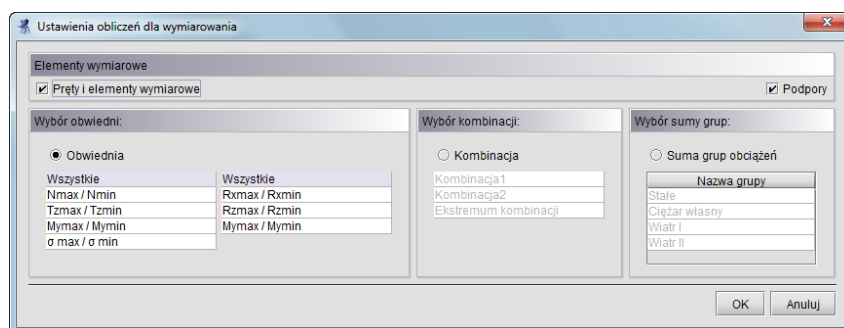 Ustawienia obliczeń dla wymiarowania
Elementy wymiarowe
Pręty i elementy wymiarowe
Podpory
Wybór obwiedni:
Obwiednia
Wszystkie Wszystkie
Nmax / Nmin Rxmax / Rxmin
Tzmax / Tzmin Rzmax / Rzmin
Mymax / Mymin Mymax / Mymin
σ max / σ min
Wybór kombinacji:
Kombinacja
Kombinacja1
Kombinacja2
Ekstremum kombinacji
Wybór sumy grup:
Suma grup obciążeń
Nazwa grupy
Stałe
Ciężar własny
Wiatr I
Wiatr II
OK Anuluj